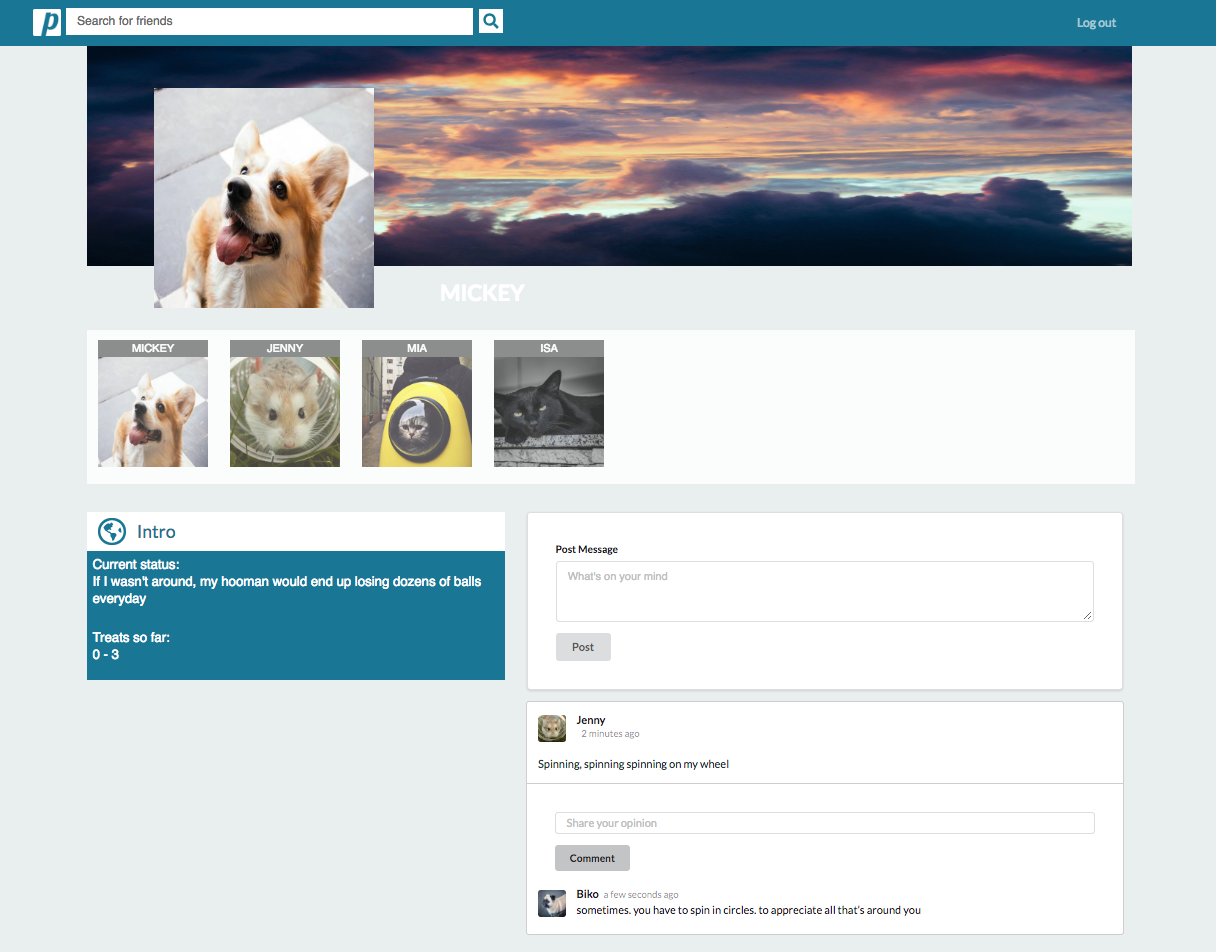 p Search for friends Log out
MICKEY
MICKEY JENNY MIA ISA
Intro
Current status:
If I wasn't around, my hooman would end up losing dozens of balls
everyday
Treats so far:
0 - 3
Post Message
What's on your mind
Post
Jenny
2 minutes ago
Spinning, spinning spinning on my wheel
Share your opinion
Comment
Biko a few seconds ago
sometimes. you have to spin in circles. to appreciate all that's around you